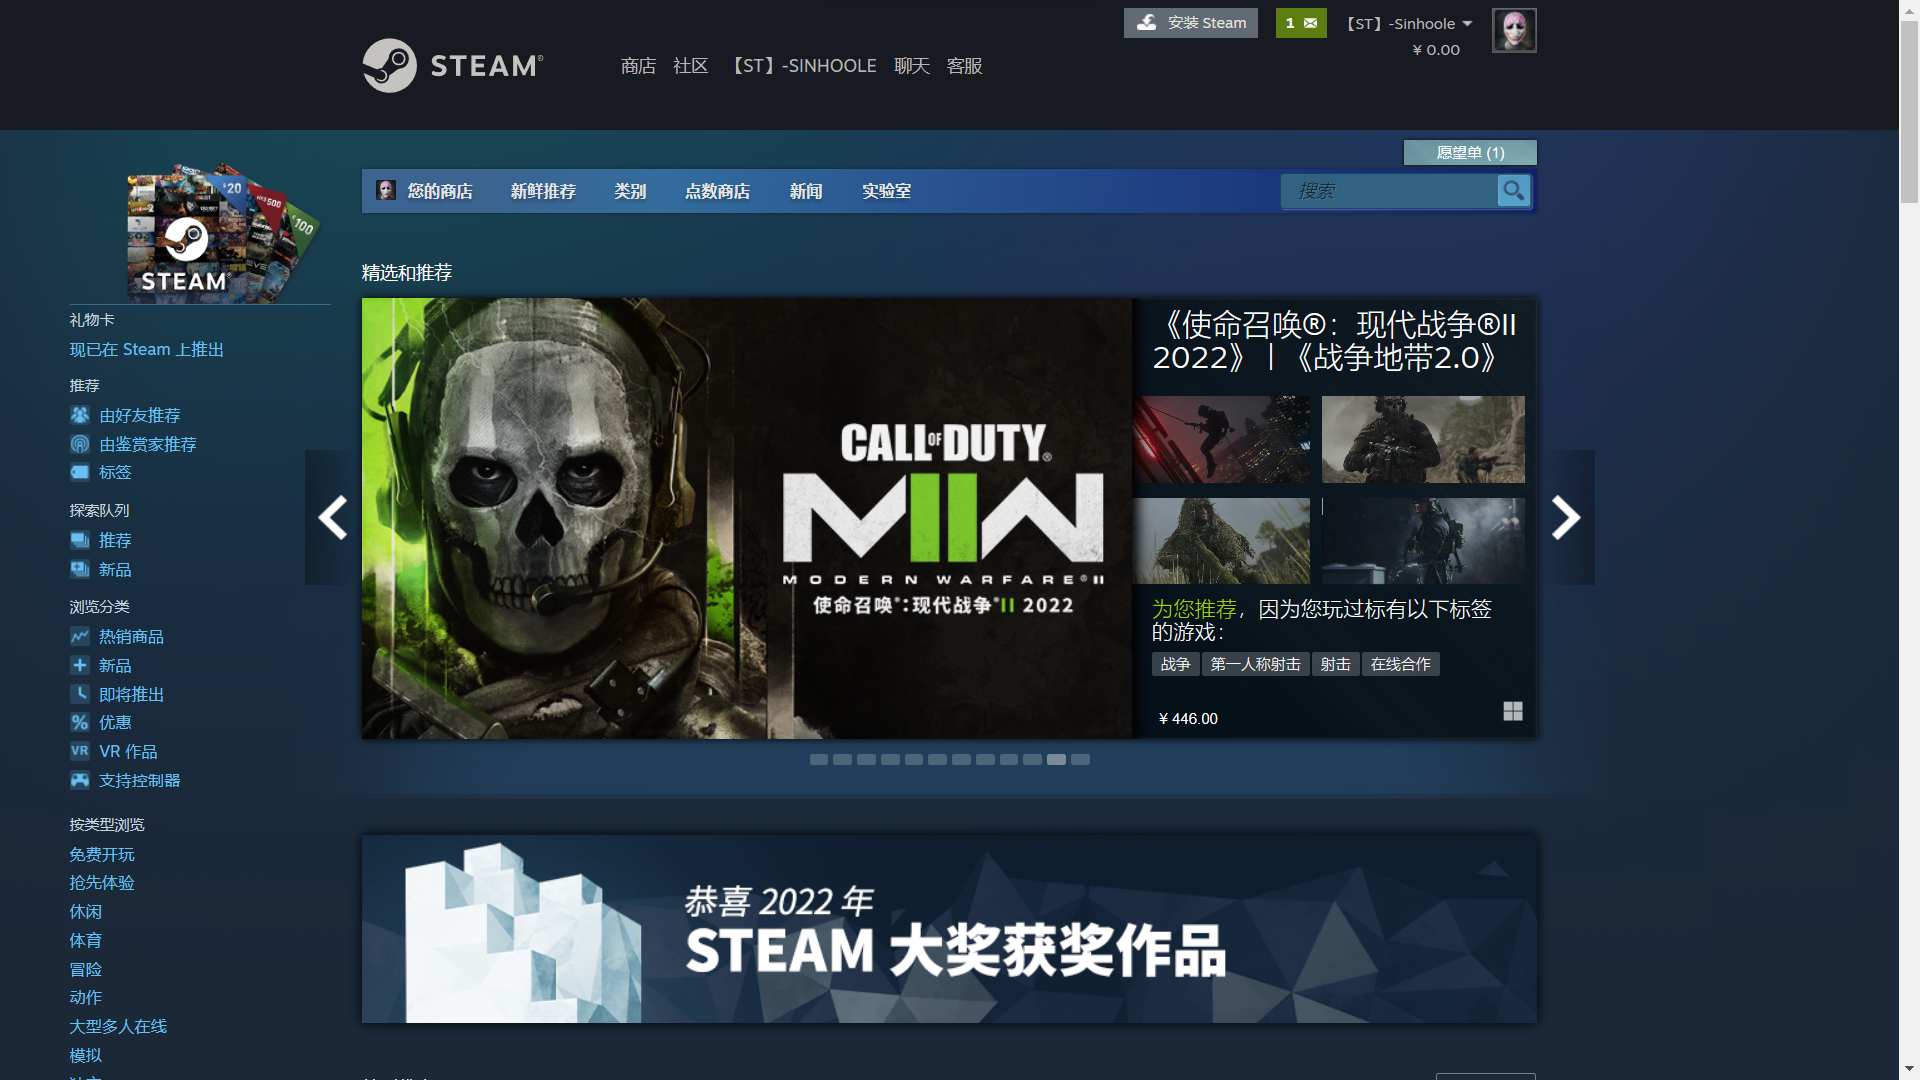 安装 Steam
1
【ST】-Sinhoole
¥ 0.00
STEAM®
商店 社区 【ST】-SINHOOLE 聊天 客服
愿望单 (1)
您的商店 新鲜推荐 类别 点数商店 新闻 实验室
搜索
$20
500
100
STEAM
礼物卡
现已在 Steam 上推出
推荐
由好友推荐
由鉴赏家推荐
标签
探索队列
推荐
新品
浏览分类
热销商品
新品
即将推出
优惠
VR VR 作品
支持控制器
按类型浏览
免费开玩
抢先体验
休闲
体育
冒险
动作
大型多人在线
模拟
精选和推荐
CALL OF DUTY®
MIIW
MODERN WARFARE® II
使命召唤®:现代战争®II 2022
《使命召唤®：现代战争®II
2022》 | 《战争地带2.0》
为您推荐，因为您玩过标有以下标签
的游戏：
战争 第一人称射击 射击 在线合作
¥ 446.00
恭喜 2022 年
STEAM 大奖获奖作品